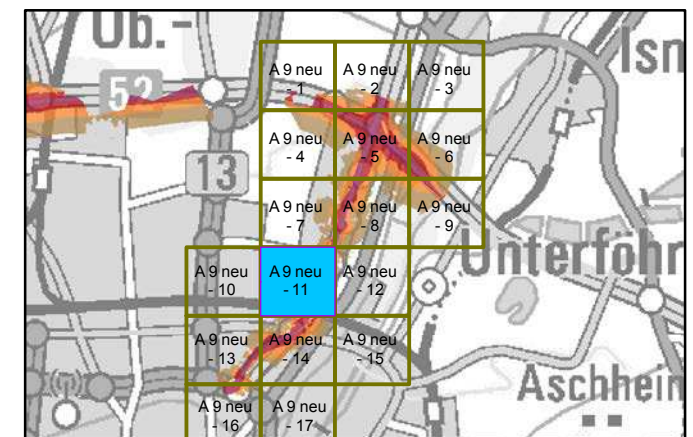 Ob.-
Isn
52
A 9 neu
- 1
A 9 neu
- 2
A 9 neu
- 3
A 9 neu
- 4
A 9 neu
- 5
A 9 neu
- 6
13
A 9 neu
- 7
A 9 neu
- 8
A 9 neu
- 9
Unterföhr
A 9 neu
- 10
A 9 neu
- 11
A 9 neu
- 12
A 9 neu
- 13
A 9 neu
- 14
A 9 neu
- 15
Aschhein
A 9 neu
- 16
A 9 neu
- 17